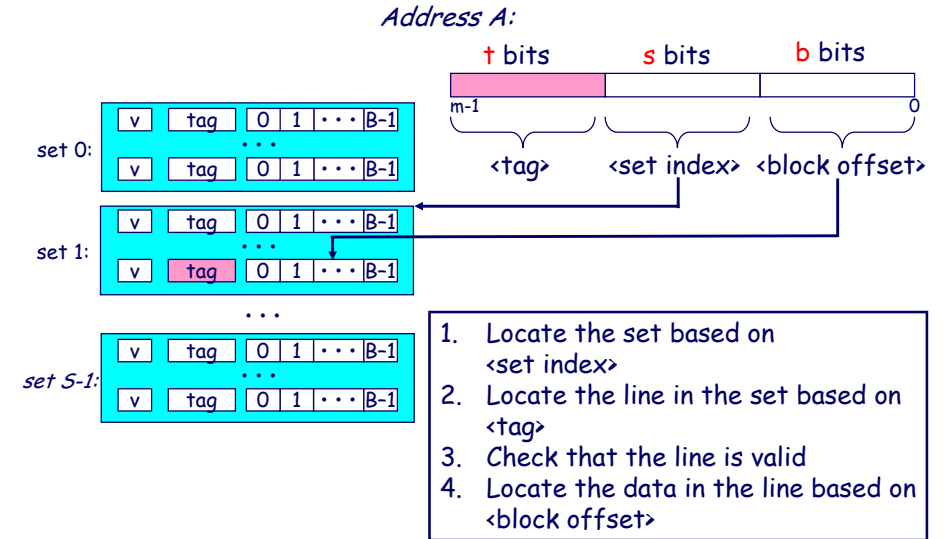 Address A:
t bits s bits b bits
m-1 0
<tag> <set index> <block offset>
set 0:
v tag 0 1 • • • B-1
• • •
v tag 0 1 • • • B-1
set 1:
v tag 0 1 • • • B-1
• • •
v tag 0 1 • • • B-1
• • •
set S-1:
v tag 0 1 • • • B-1
• • •
v tag 0 1 • • • B-1
1. Locate the set based on
<set index>
2. Locate the line in the set based on
<tag>
3. Check that the line is valid
4. Locate the data in the line based on
<block offset>